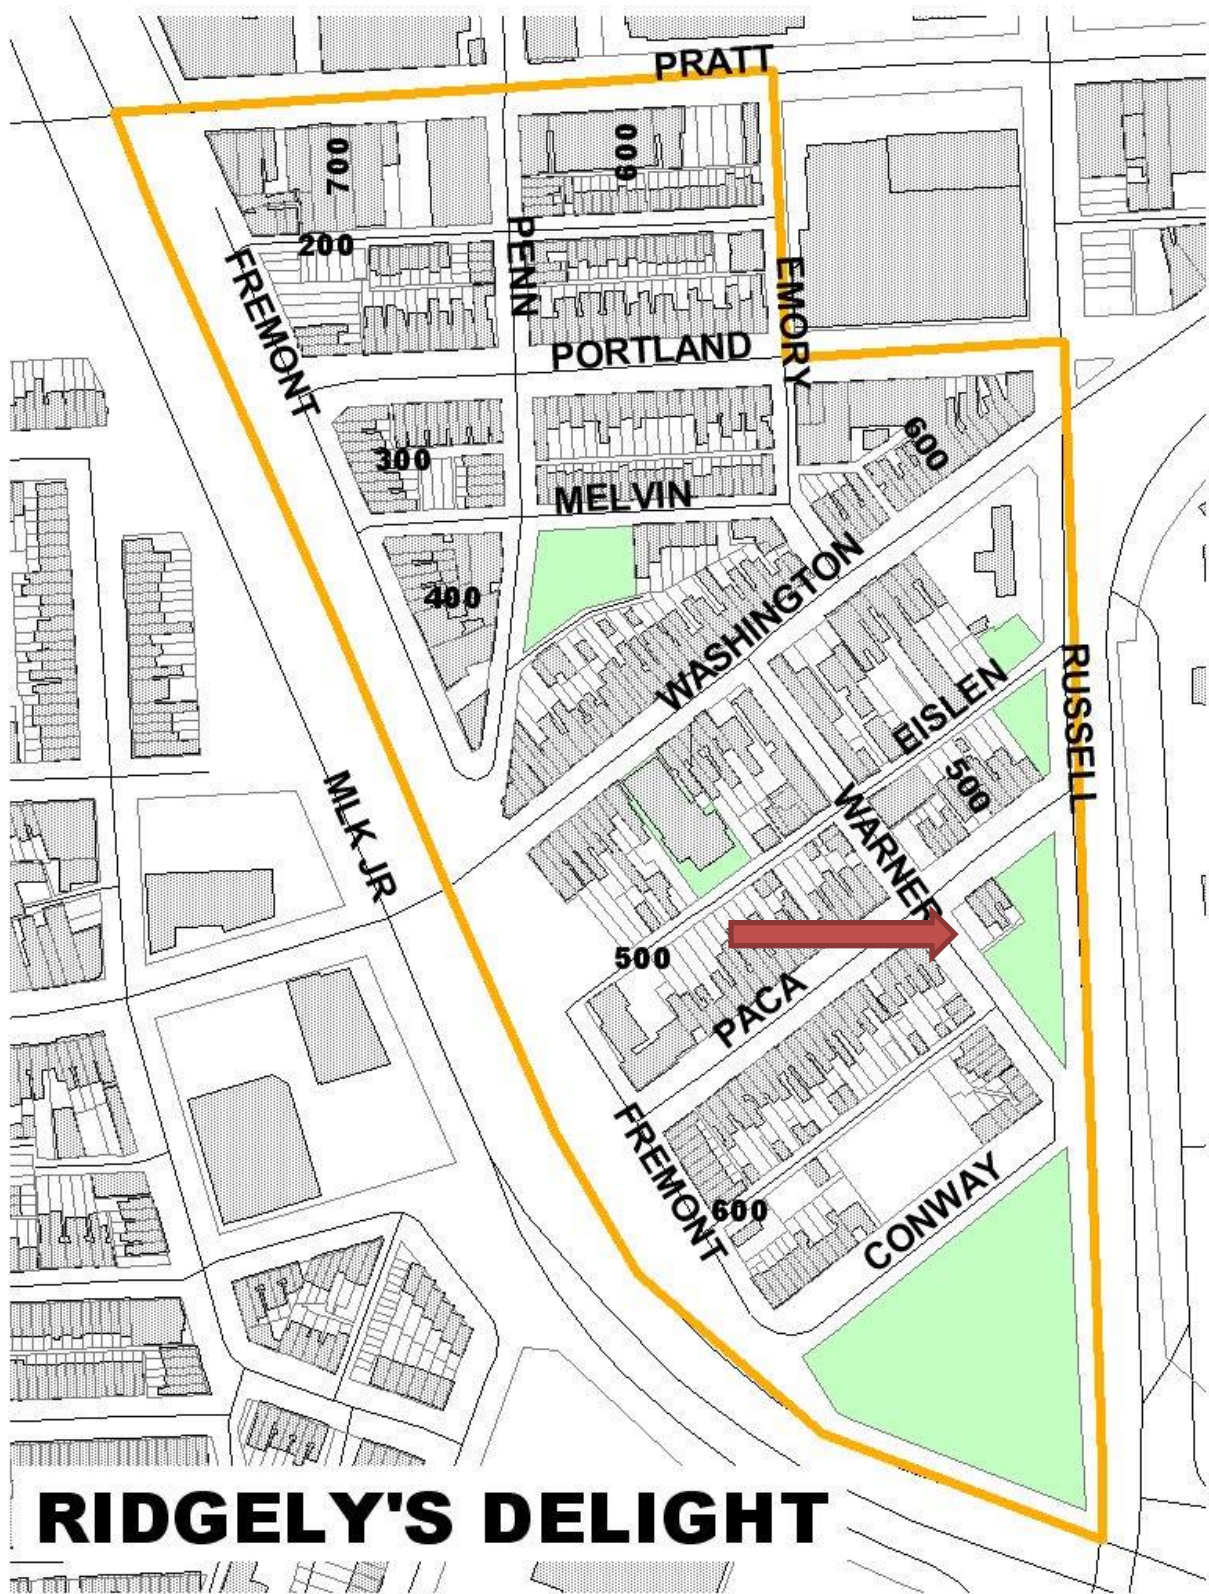 PRATT
700
600
200
PENN
FREMONT
EMORY
PORTLAND
300
600
MELVIN
400
WASHINGTON
EISLEN
RUSSELL
500
MLK JR
WARNER
500
PACA
FREMONT
600
CONWAY
RIDGELY'S DELIGHT